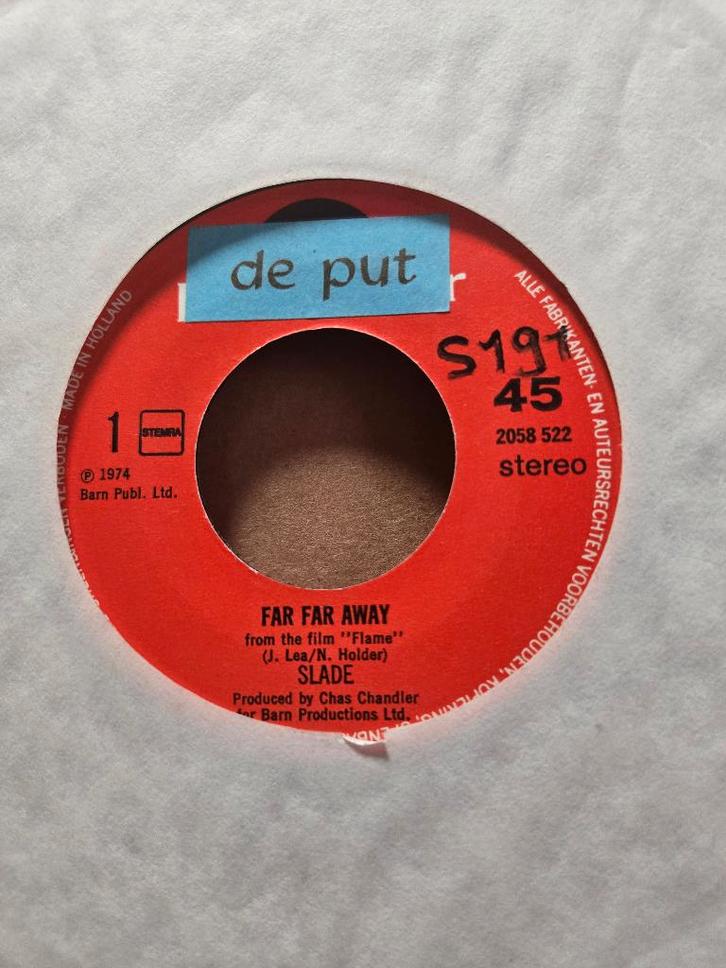 de put
r
S191
45
2058 522
stereo
1
STEMRA
℗ 1974
Barn Publ. Ltd.
FAR FAR AWAY
from the film "Flame"
(J. Lea/N. Holder)
SLADE
Produced by Chas Chandler
for Barn Productions Ltd.
MADE IN HOLLAND
ALLE FABRIKANTEN- EN AUTEURSRECHTEN VOORBEHOUDEN, KOPIERING,
VERBODEN